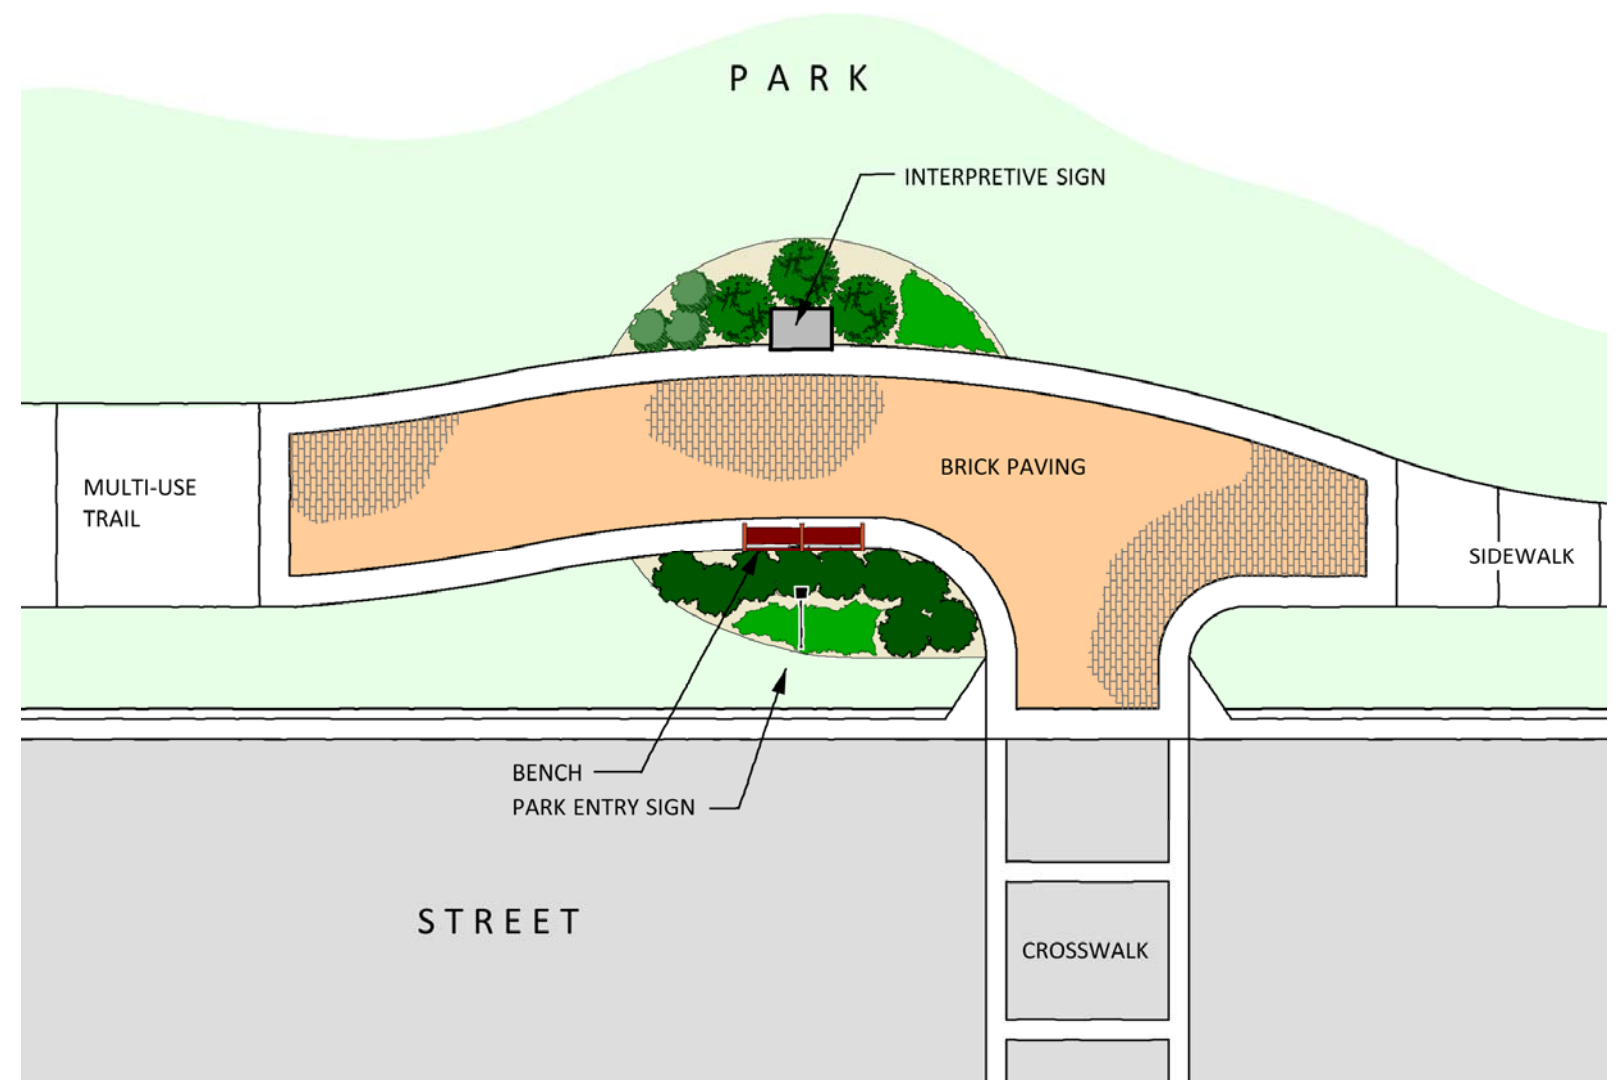 PARK
INTERPRETIVE SIGN
BRICK PAVING
MULTI-USE
TRAIL
SIDEWALK
BENCH
PARK ENTRY SIGN
STREET
CROSSWALK